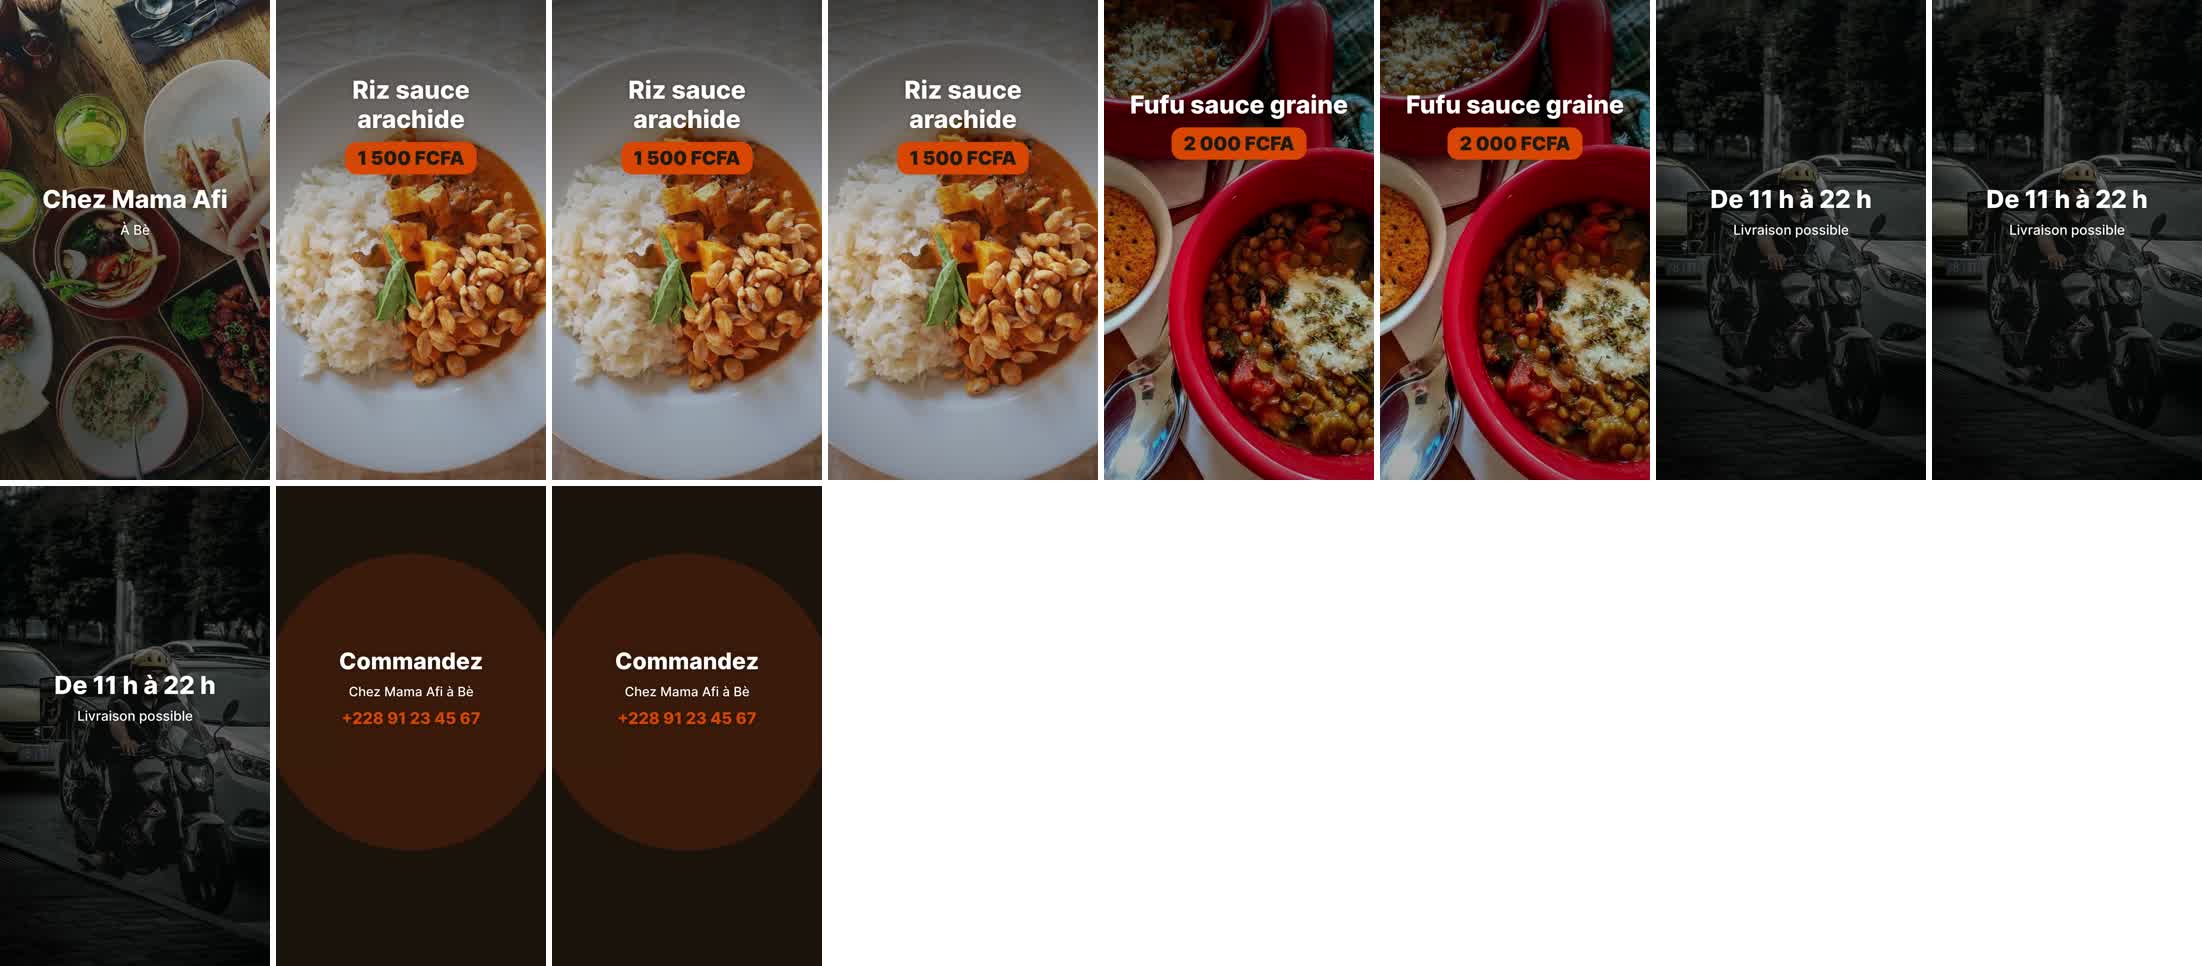 Chez Mama Afi
À Bè
Riz sauce
arachide
1 500 FCFA
Riz sauce
arachide
1 500 FCFA
Riz sauce
arachide
1 500 FCFA
Fufu sauce graine
2 000 FCFA
Fufu sauce graine
2 000 FCFA
De 11 h à 22 h
Livraison possible
De 11 h à 22 h
Livraison possible
De 11 h à 22 h
Livraison possible
Commandez
Chez Mama Afi à Bè
+228 91 23 45 67
Commandez
Chez Mama Afi à Bè
+228 91 23 45 67